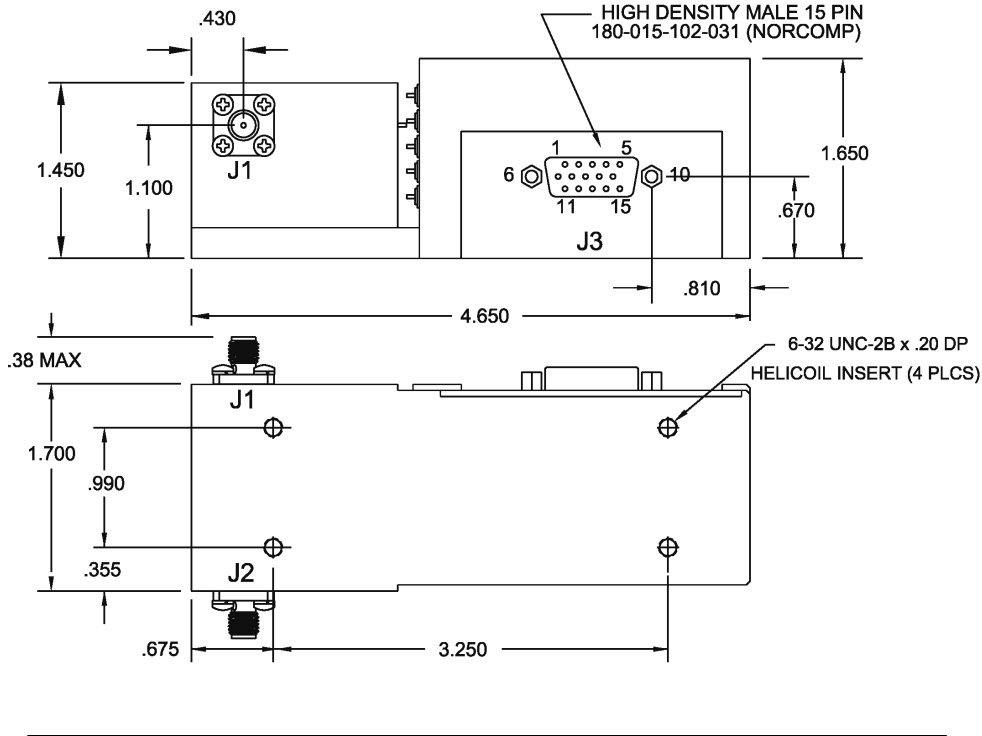 HIGH DENSITY MALE 15 PIN
180-015-102-031 (NORCOMP)
.430
1.450
1.100
J1
1 5
6 10
11 15
J3
1.650
.670
.810
4.650
.38 MAX
6-32 UNC-2B x .20 DP
HELICOIL INSERT (4 PLCS)
J1
1.700
.990
.355
J2
.675
3.250